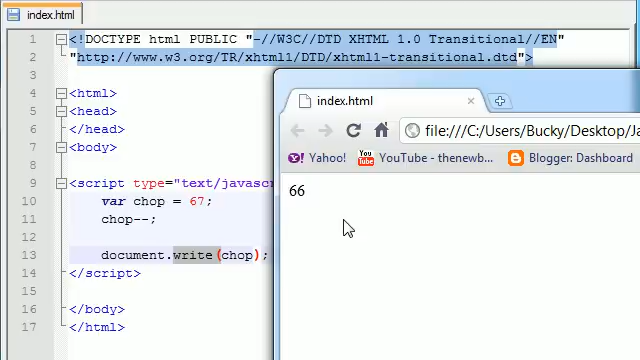 index.html
1 <!DOCTYPE html PUBLIC "-//W3C//DTD XHTML 1.0 Transitional//EN"
2 "http://www.w3.org/TR/xhtml1/DTD/xhtml1-transitional.dtd">
3
4 <html>
5 <head>
6 </head>
7 <body>
8
9 <script type="text/javasc
10 var chop = 67;
11 chop--;
12
13 document.write(chop);
14 </script>
15
16 </body>
17 </html>
index.html
file:///C:/Users/Bucky/Desktop/Ja
Yahoo! You Tube YouTube - thenewb... Blogger: Dashboard
66